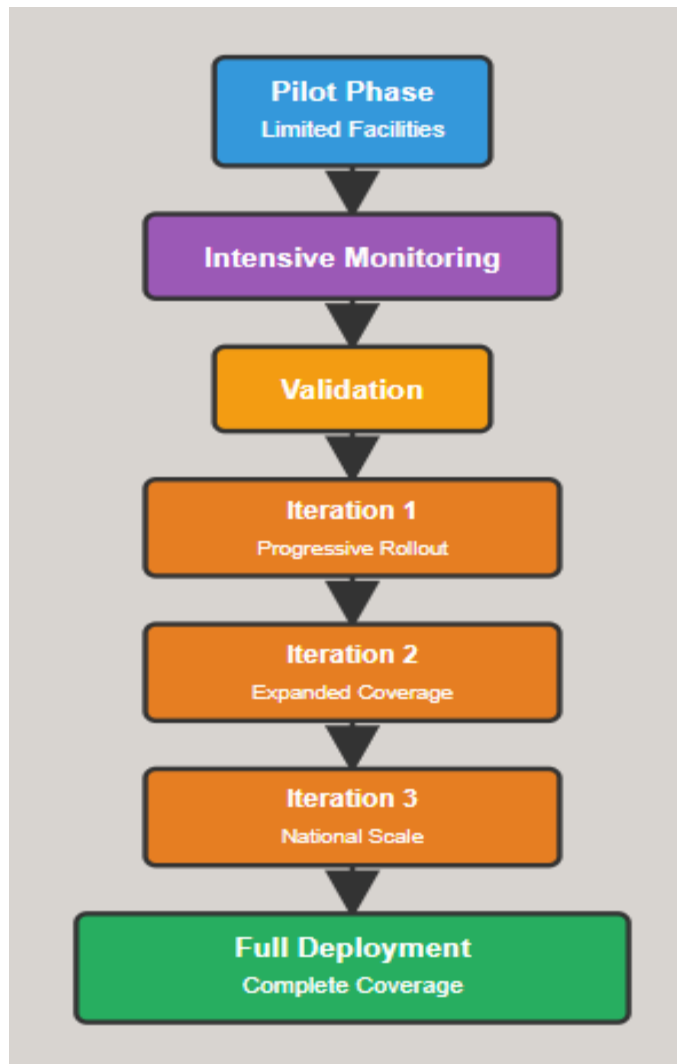 Pilot Phase
Limited Facilities
Intensive Monitoring
Validation
Iteration 1
Progressive Rollout
Iteration 2
Expanded Coverage
Iteration 3
National Scale
Full Deployment
Complete Coverage